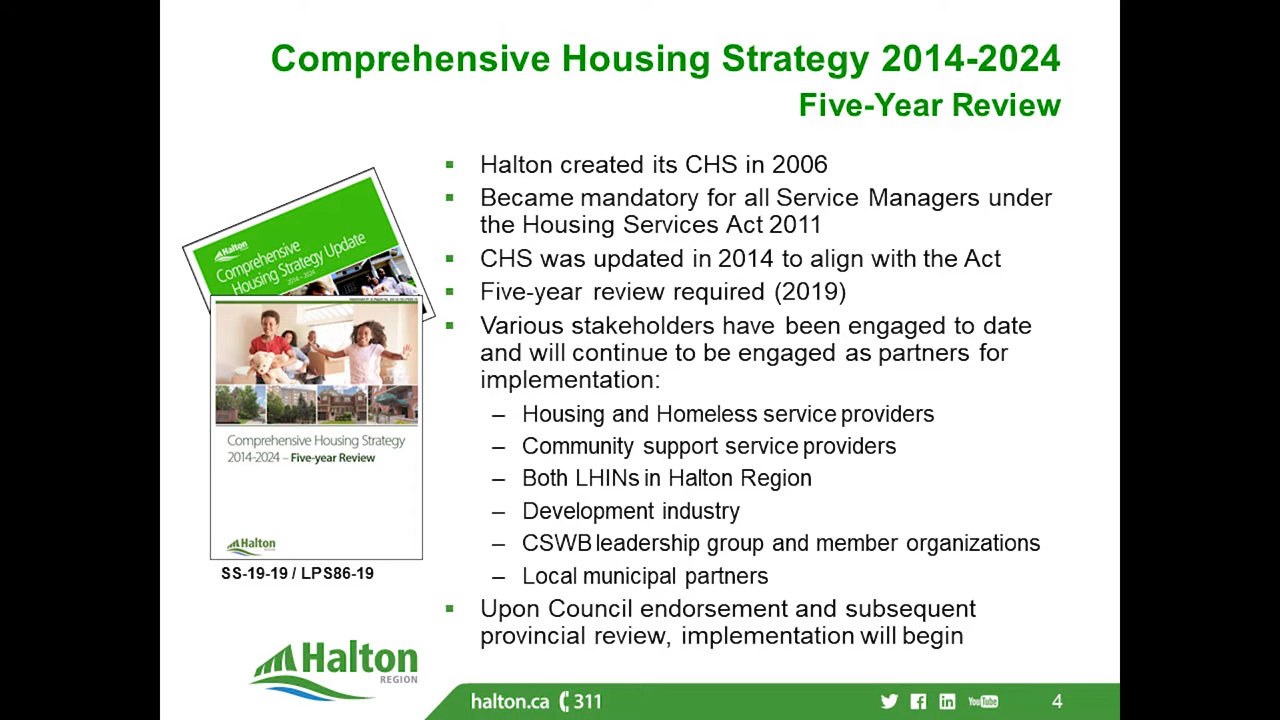 Comprehensive Housing Strategy 2014-2024
Five-Year Review
Halton created its CHS in 2006
Became mandatory for all Service Managers under
the Housing Services Act 2011
CHS was updated in 2014 to align with the Act
Five-year review required (2019)
Various stakeholders have been engaged to date
and will continue to be engaged as partners for
implementation:
– Housing and Homeless service providers
– Community support service providers
– Both LHINs in Halton Region
– Development industry
– CSWB leadership group and member organizations
– Local municipal partners
Upon Council endorsement and subsequent
provincial review, implementation will begin
Halton
Comprehensive
Housing Strategy Update
2014 – 2024
Comprehensive Housing Strategy
2014-2024 – Five-year Review
Halton
REGION
SS-19-19 / LPS86-19
Halton
REGION
halton.ca 311
YouTube
4